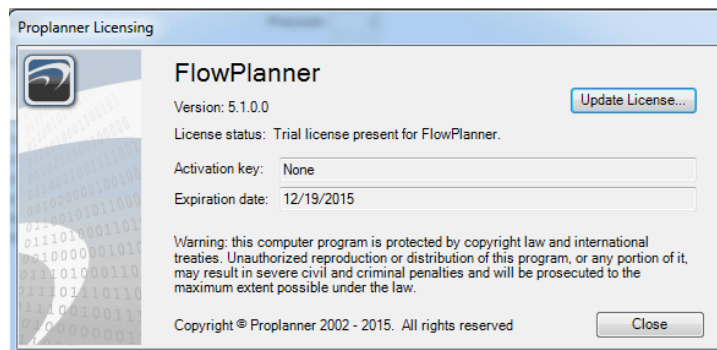 Proplanner Licensing
FlowPlanner
Version: 5.1.0.0
Update License...
License status: Trial license present for FlowPlanner.
Activation key: None
Expiration date: 12/19/2015
Warning: this computer program is protected by copyright law and international
treaties. Unauthorized reproduction or distribution of this program, or any portion of it,
may result in severe civil and criminal penalties and will be prosecuted to the
maximum extent possible under the law.
Copyright © Proplanner 2002 - 2015. All rights reserved
Close